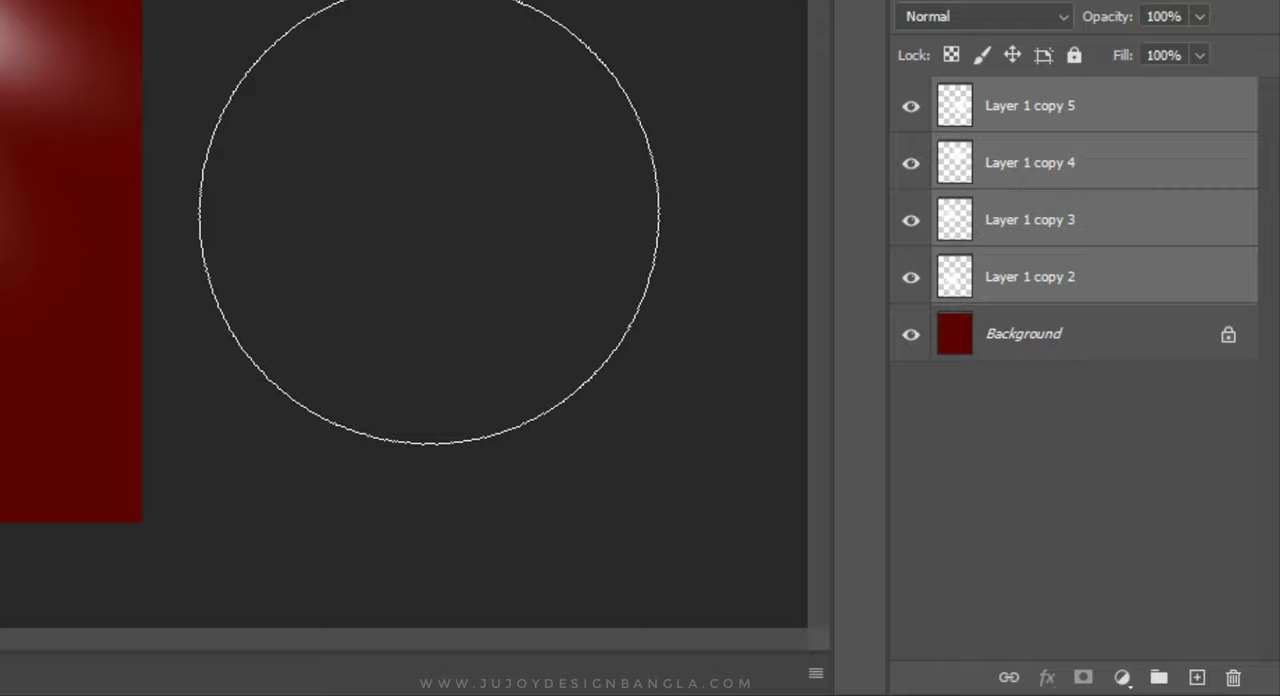 Normal Opacity: 100%
Lock: Fill: 100%
Layer 1 copy 5
Layer 1 copy 4
Layer 1 copy 3
Layer 1 copy 2
Background
fx
WWW.JUJOYDESIGNBANGLA.COM